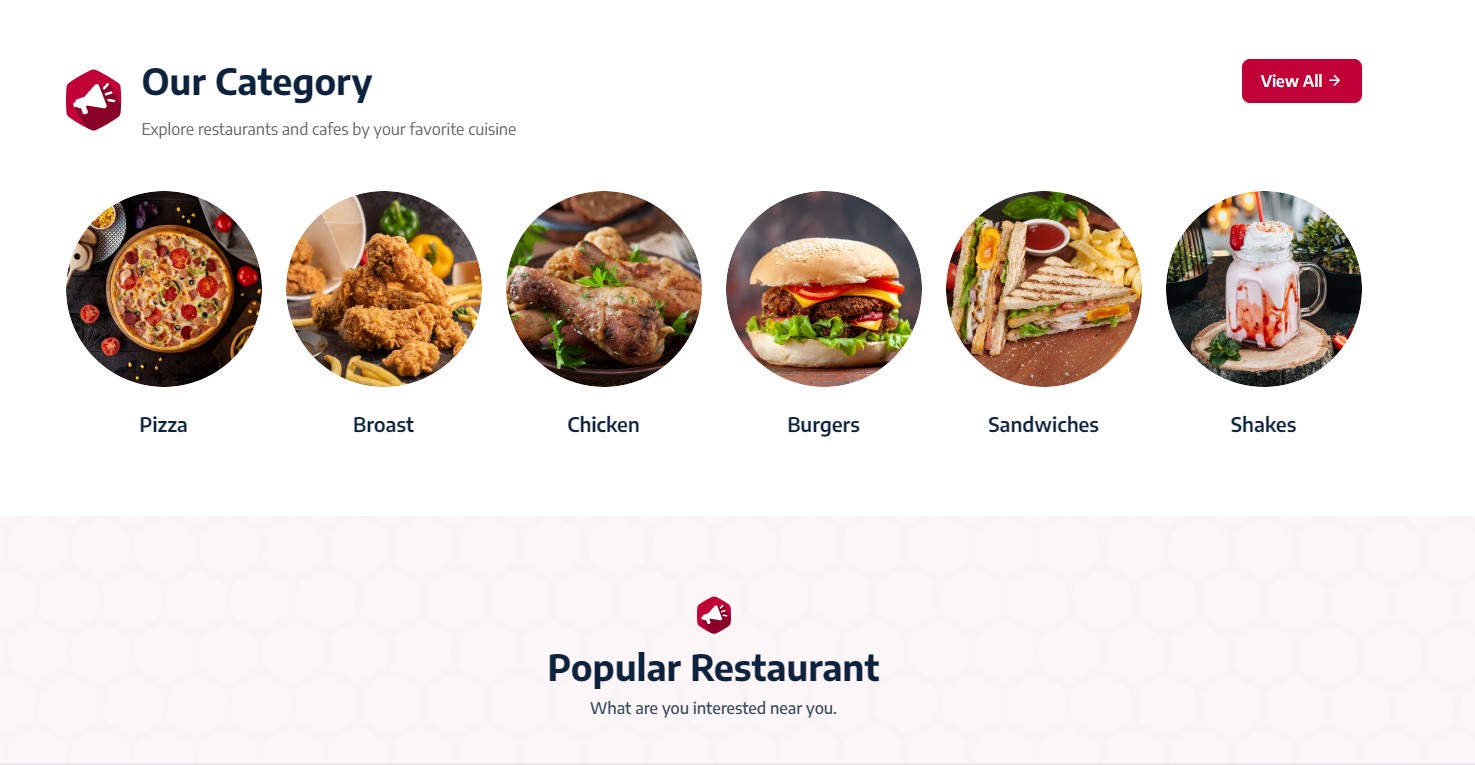 Our Category
View All →
Explore restaurants and cafes by your favorite cuisine
Pizza
Broast
Chicken
Burgers
Sandwiches
Shakes
Popular Restaurant
What are you interested near you.